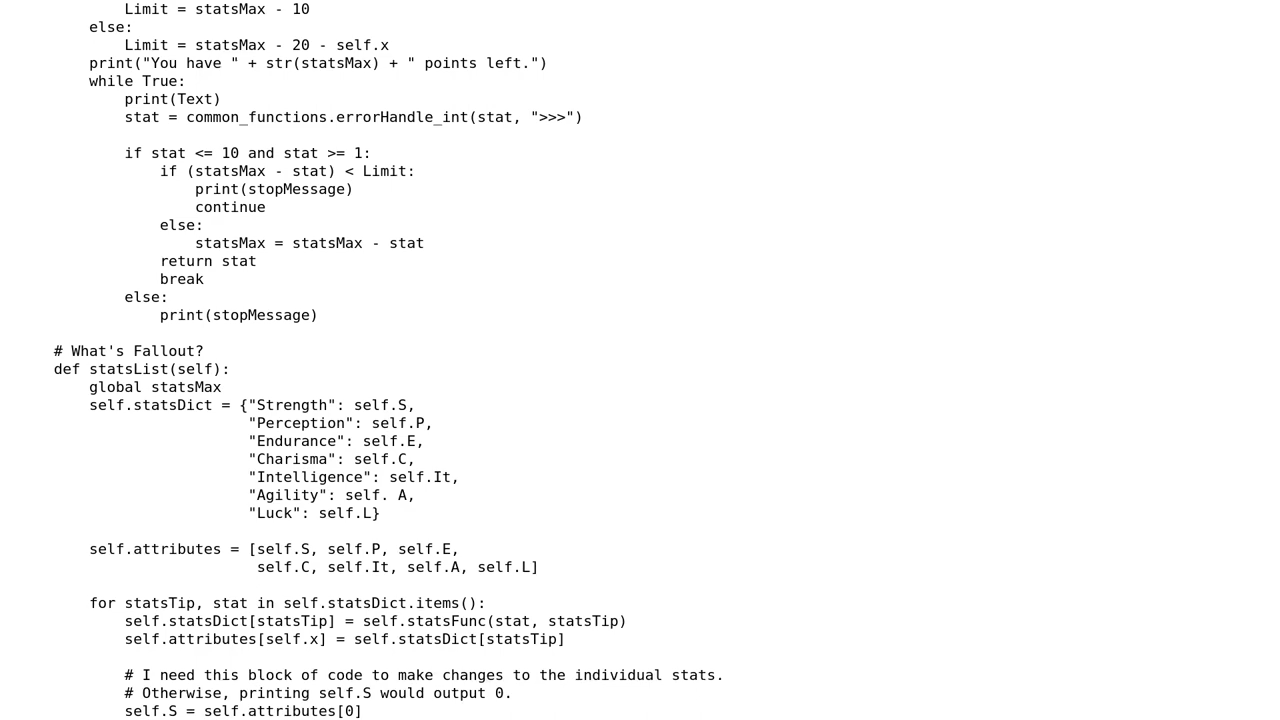 Limit = statsMax - 10
else:
Limit = statsMax - 20 - self.x
print("You have " + str(statsMax) + " points left.")
while True:
print(Text)
stat = common_functions.errorHandle_int(stat, ">>>")
if stat <= 10 and stat >= 1:
if (statsMax - stat) < Limit:
print(stopMessage)
continue
else:
statsMax = statsMax - stat
return stat
break
else:
print(stopMessage)
# What's Fallout?
def statsList(self):
global statsMax
self.statsDict = {"Strength": self.S,
"Perception": self.P,
"Endurance": self.E,
"Charisma": self.C,
"Intelligence": self.It,
"Agility": self. A,
"Luck": self.L}
self.attributes = [self.S, self.P, self.E,
self.C, self.It, self.A, self.L]
for statsTip, stat in self.statsDict.items():
self.statsDict[statsTip] = self.statsFunc(stat, statsTip)
self.attributes[self.x] = self.statsDict[statsTip]
# I need this block of code to make changes to the individual stats.
# Otherwise, printing self.S would output 0.
self.S = self.attributes[0]